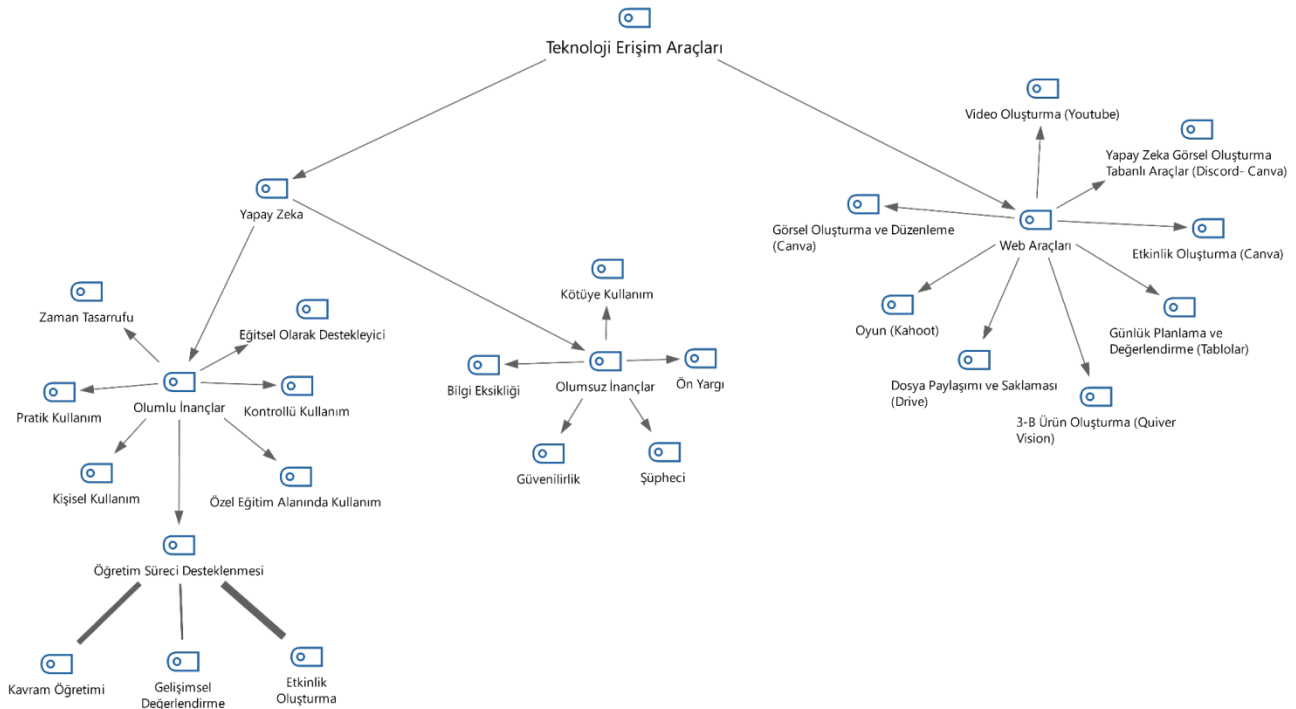 Teknoloji Erişim Araçları
Video Oluşturma (Youtube)
Yapay Zeka Görsel Oluşturma
Tabanlı Araçlar (Discord- Canva)
Yapay Zeka
Görsel Oluşturma ve Düzenleme
(Canva)
Web Araçları
Etkinlik Oluşturma (Canva)
Kötüye Kullanım
Zaman Tasarrufu
Eğitsel Olarak Destekleyici
Oyun (Kahoot)
Günlük Planlama ve
Değerlendirme (Tablolar)
Bilgi Eksikliği
Olumsuz İnançlar
Ön Yargı
Dosya Paylaşımı ve Saklaması
(Drive)
Pratik Kullanım
Olumlu İnançlar
Kontrollü Kullanım
3-B Ürün Oluşturma (Quiver
Vision)
Güvenilirlik
Şüpheci
Kişisel Kullanım
Özel Eğitim Alanında Kullanım
Öğretim Süreci Desteklenmesi
Kavram Öğretimi
Gelişimsel
Değerlendirme
Etkinlik
Oluşturma